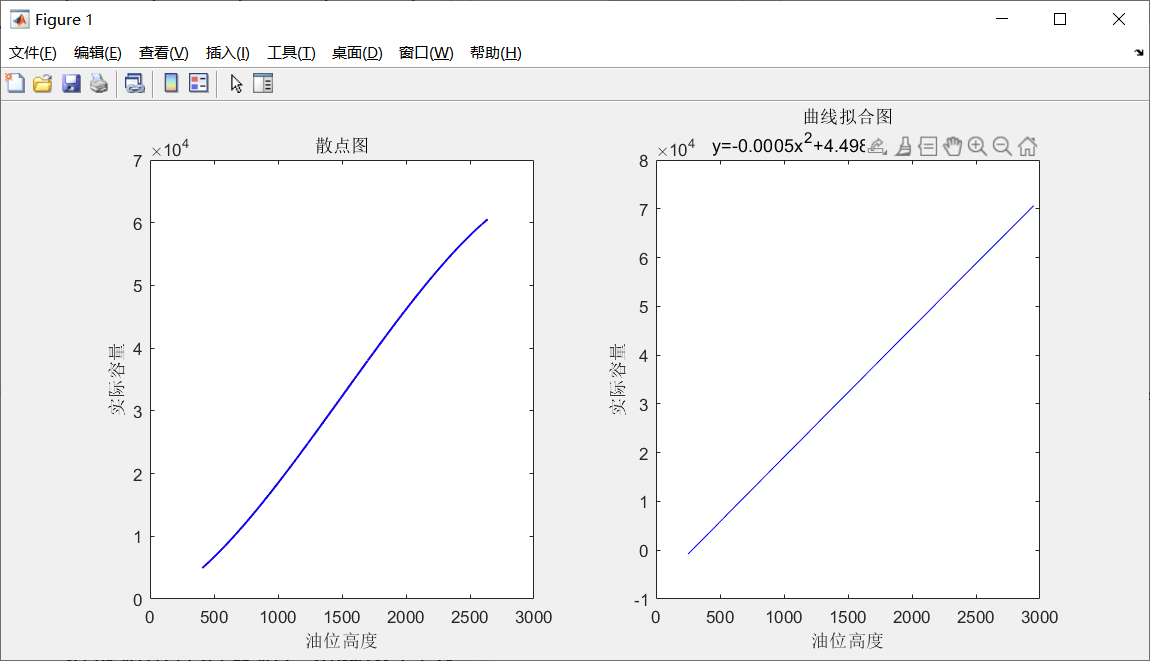 Figure 1
文件(F) 编辑(E) 查看(V) 插入(I) 工具(T) 桌面(D) 窗口(W) 帮助(H)
散点图
×10⁴
7
6
5
4
3
2
1
0
0 500 1000 1500 2000 2500 3000
实际容量
油位高度
曲线拟合图
y=-0.0005x²+4.498
×10⁴
8
7
6
5
4
3
2
1
0
-1
0 500 1000 1500 2000 2500 3000
实际容量
油位高度